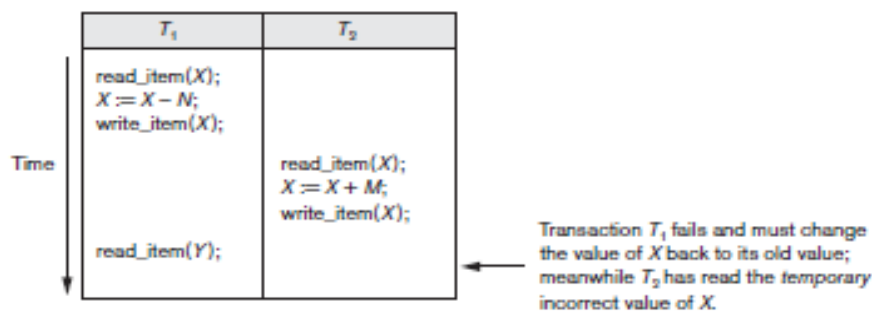 T₁ T₂
read_item(X);
X := X – N;
write_item(X);
Time
read_item(X);
X := X + M;
write_item(X);
read_item(Y);
Transaction T₁ fails and must change
the value of X back to its old value;
meanwhile T₂ has read the temporary
incorrect value of X.